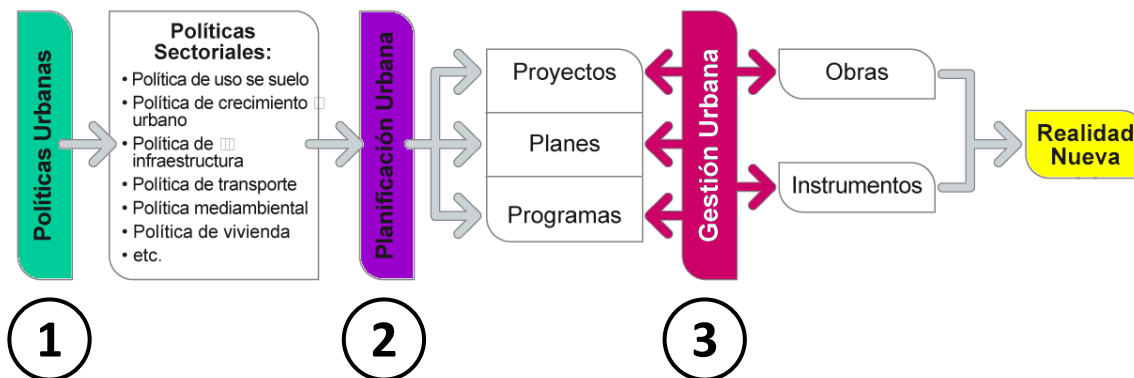 Políticas Urbanas
Políticas
Sectoriales:
• Política de uso se suelo
• Política de crecimiento
urbano
• Política de
infraestructura
• Política de transporte
• Política mediambiental
• Política de vivienda
• etc.
Planificación Urbana
Proyectos
Planes
Programas
Gestión Urbana
Obras
Instrumentos
Realidad
Nueva
1
2
3